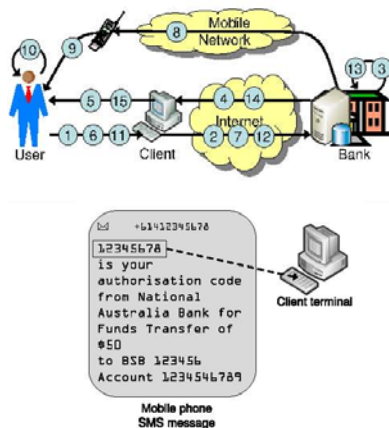 Mobile
Network
10
9
8
13
3
5
15
4
14
Internet
User
1
6
11
Client
2
7
12
Bank
+61412345678
12345678
is your
authorisation code
from National
Australia Bank for
Funds Transfer of
$50
to BSB 123456
Account 1234546789
Client terminal
Mobile phone
SMS message